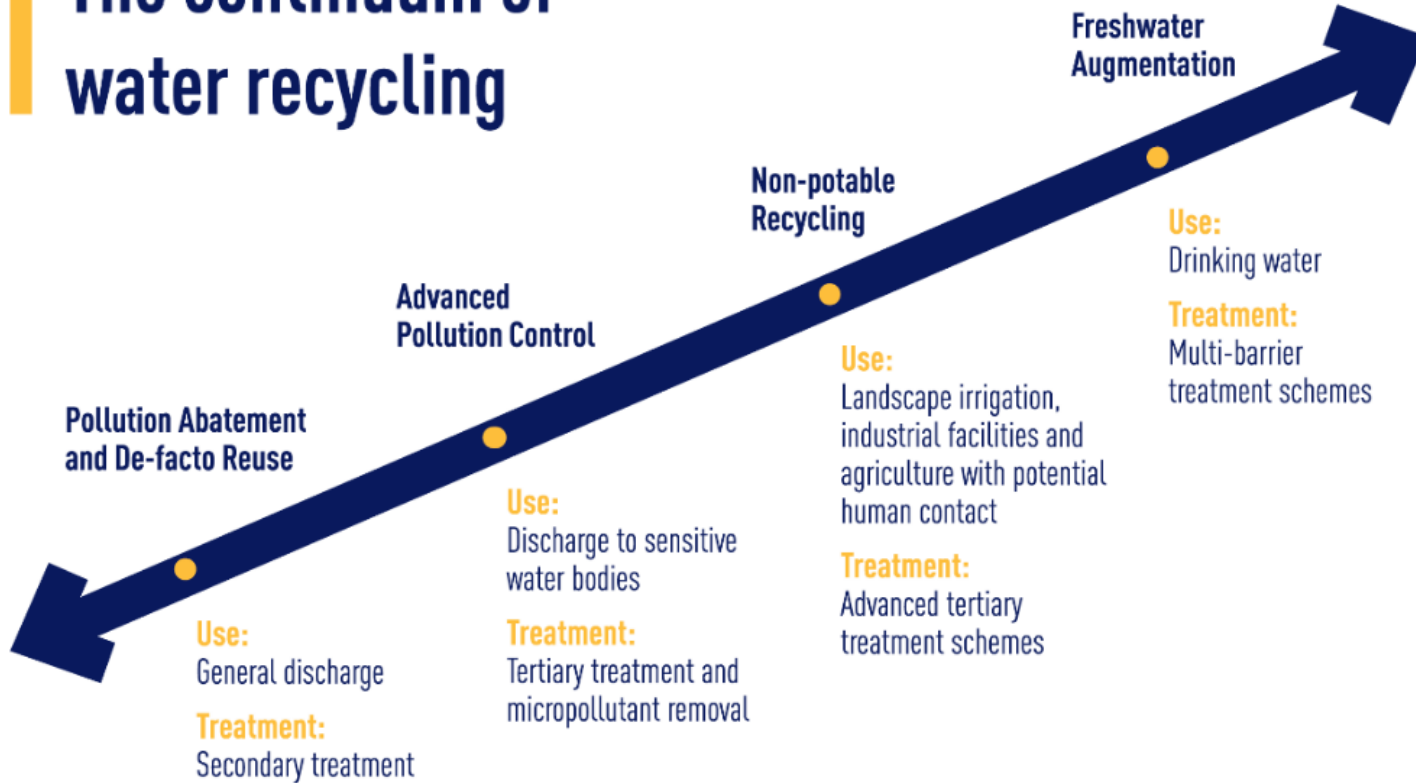 The continuum of
water recycling
Freshwater
Augmentation
Use:
Drinking water
Treatment:
Multi-barrier
treatment schemes
Non-potable
Recycling
Use:
Landscape irrigation,
industrial facilities and
agriculture with potential
human contact
Treatment:
Advanced tertiary
treatment schemes
Advanced
Pollution Control
Use:
Discharge to sensitive
water bodies
Treatment:
Tertiary treatment and
micropollutant removal
Pollution Abatement
and De-facto Reuse
Use:
General discharge
Treatment:
Secondary treatment